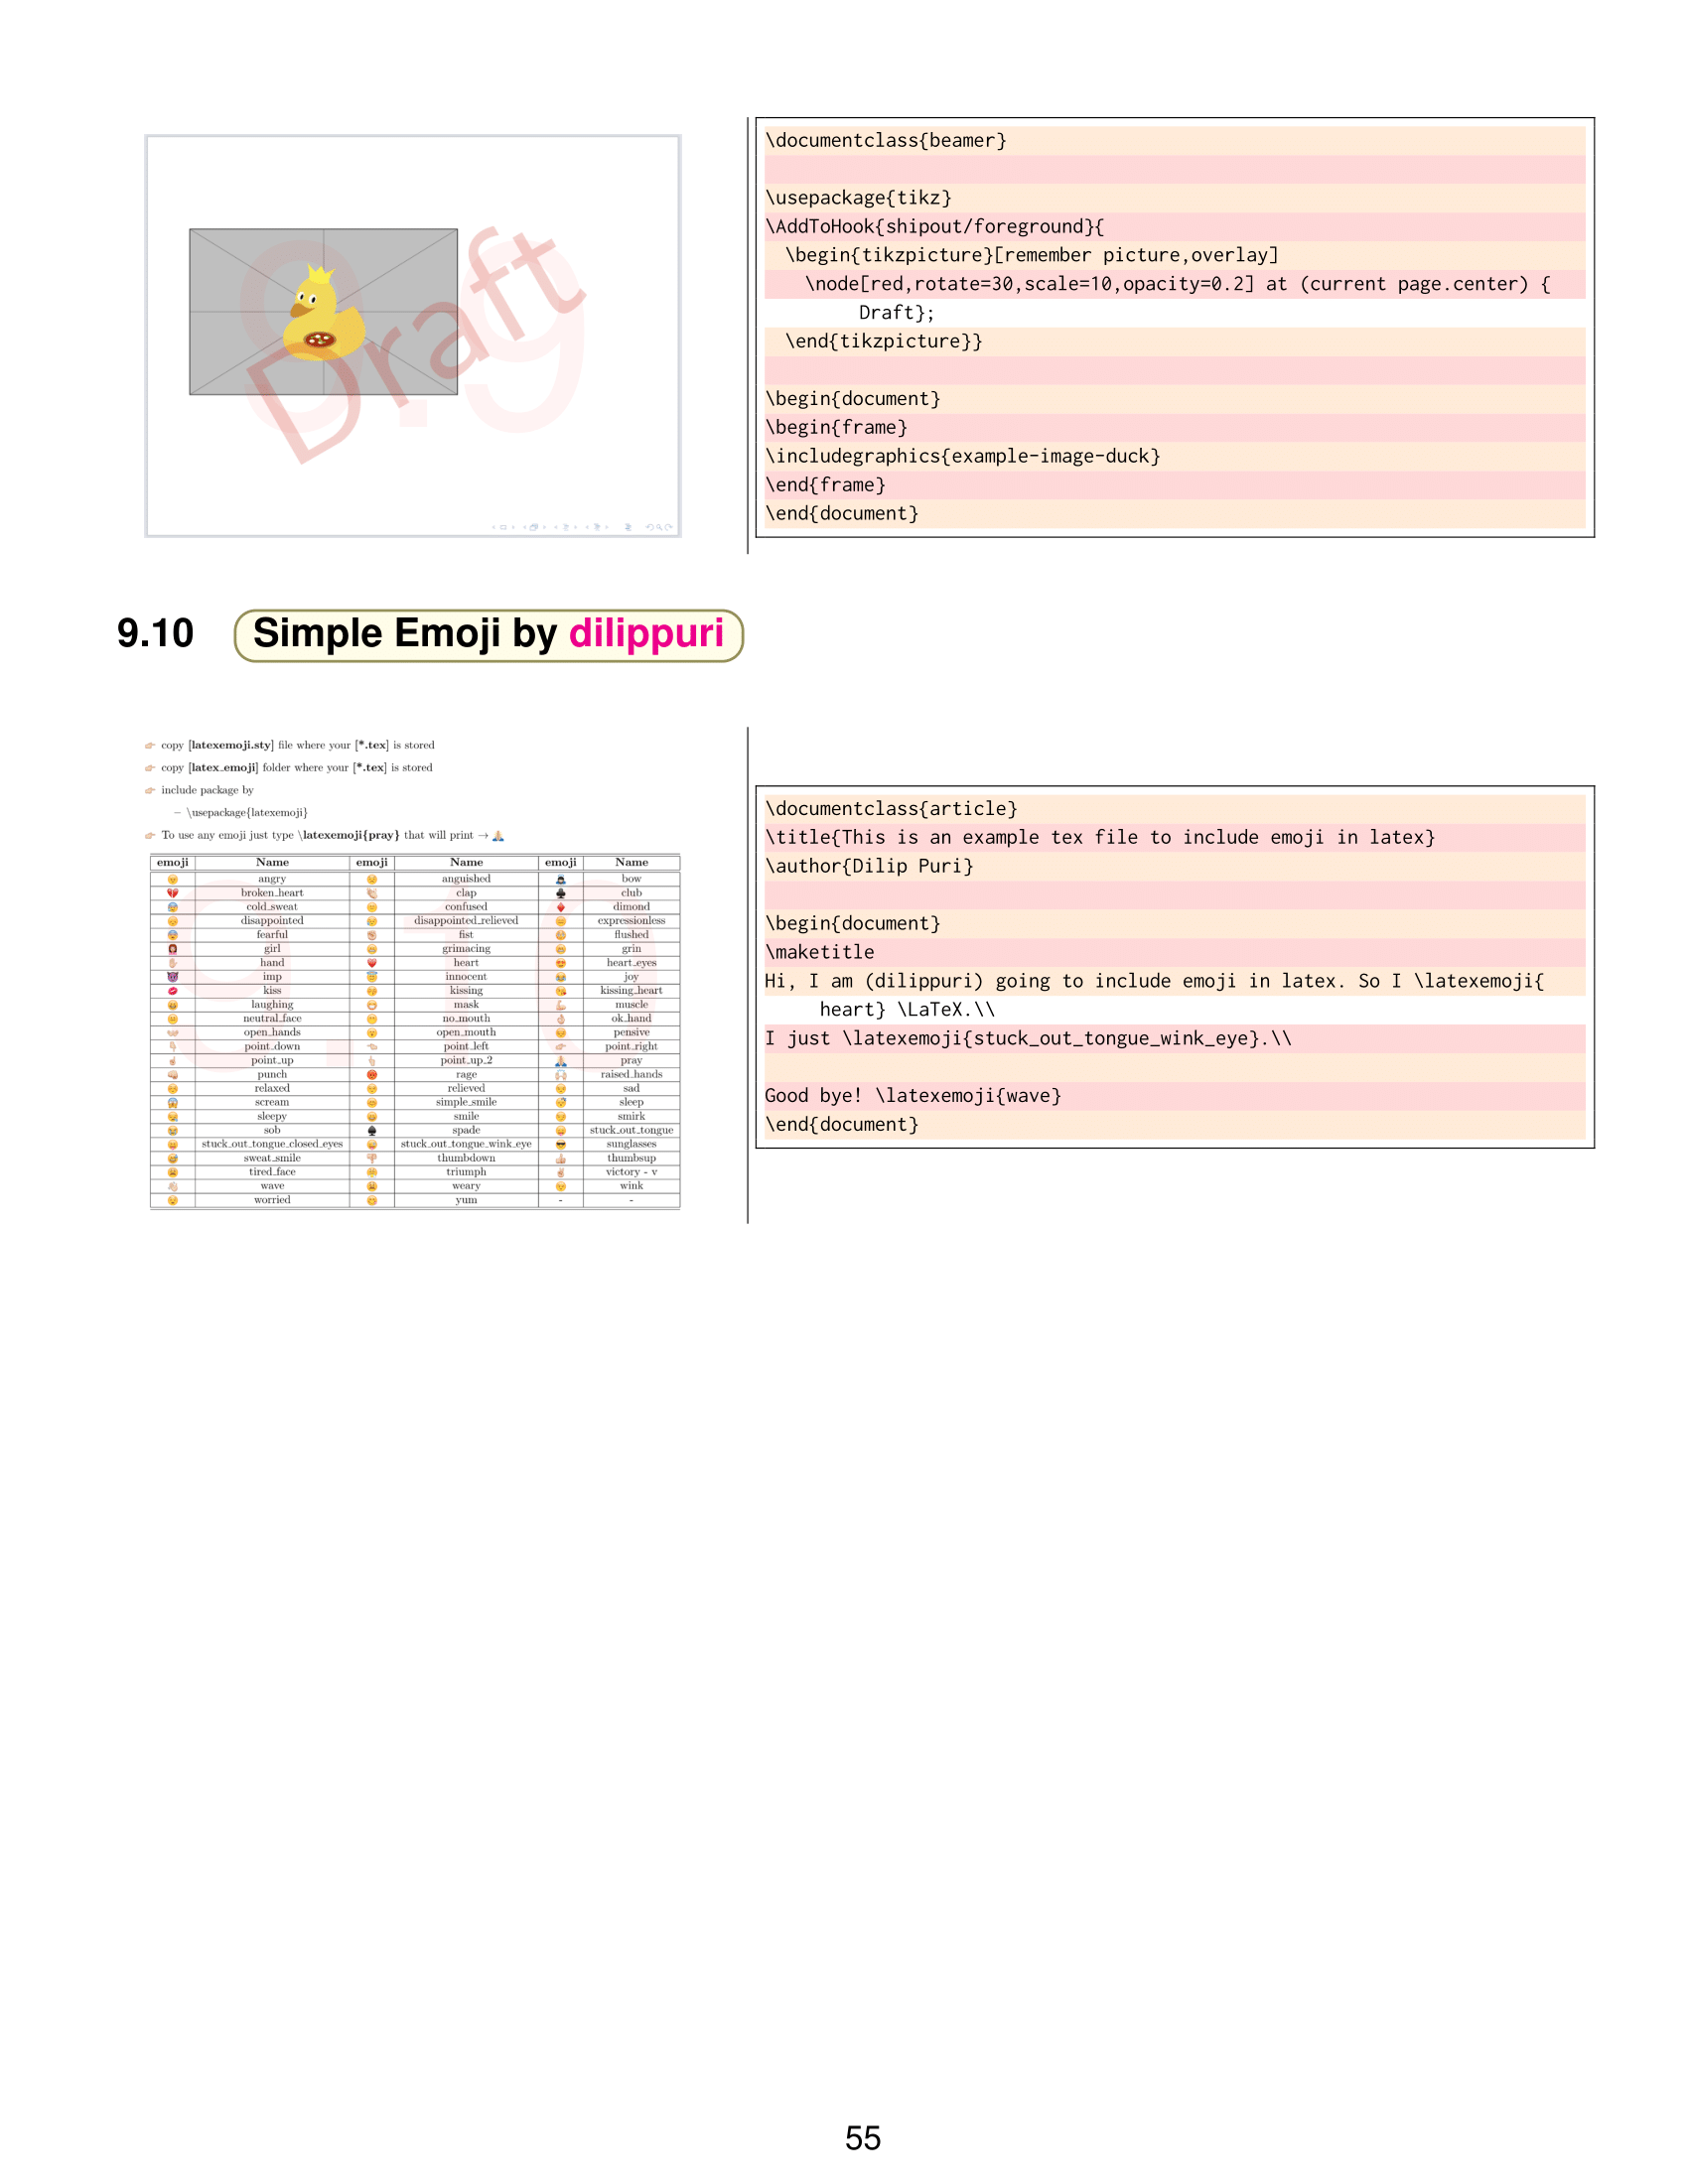 Draft
9.9
\documentclass{beamer}

\usepackage{tikz}
\AddToHook{shipout/foreground}{
  \begin{tikzpicture}[remember picture,overlay]
    \node[red,rotate=30,scale=10,opacity=0.2] at (current page.center) {
         Draft};
  \end{tikzpicture}}

\begin{document}
\begin{frame}
\includegraphics{example-image-duck}
\end{frame}
\end{document}
9.10 Simple Emoji by dilippuri
copy [latexemoji.sty] file where your [*.tex] is stored
copy [latex_emoji] folder where your [*.tex] is stored
include package by
– \usepackage{latexemoji}
To use any emoji just type \latexemoji{pray} that will print → 🙏
9.10
emoji Name emoji Name emoji Name
angry anguished bow
broken_heart clap club
cold_sweat confused dimond
disappointed disappointed_relieved expressionless
fearful fist flushed
girl grimacing grin
hand heart heart_eyes
imp innocent joy
kiss kissing kissing_heart
laughing mask muscle
neutral_face no_mouth ok_hand
open_hands open_mouth pensive
point_down point_left point_right
point_up point_up_2 pray
punch rage raised_hands
relaxed relieved sad
scream simple_smile sleep
sleepy smile smirk
sob spade stuck_out_tongue
stuck_out_tongue_closed_eyes stuck_out_tongue_wink_eye sunglasses
sweat_smile thumbdown thumbsup
tired_face triumph victory - v
wave weary wink
worried yum - -
\documentclass{article}
\title{This is an example tex file to include emoji in latex}
\author{Dilip Puri}

\begin{document}
\maketitle
Hi, I am (dilippuri) going to include emoji in latex. So I \latexemoji{
     heart} \LaTeX.\\
I just \latexemoji{stuck_out_tongue_wink_eye}.\\

Good bye! \latexemoji{wave}
\end{document}
55